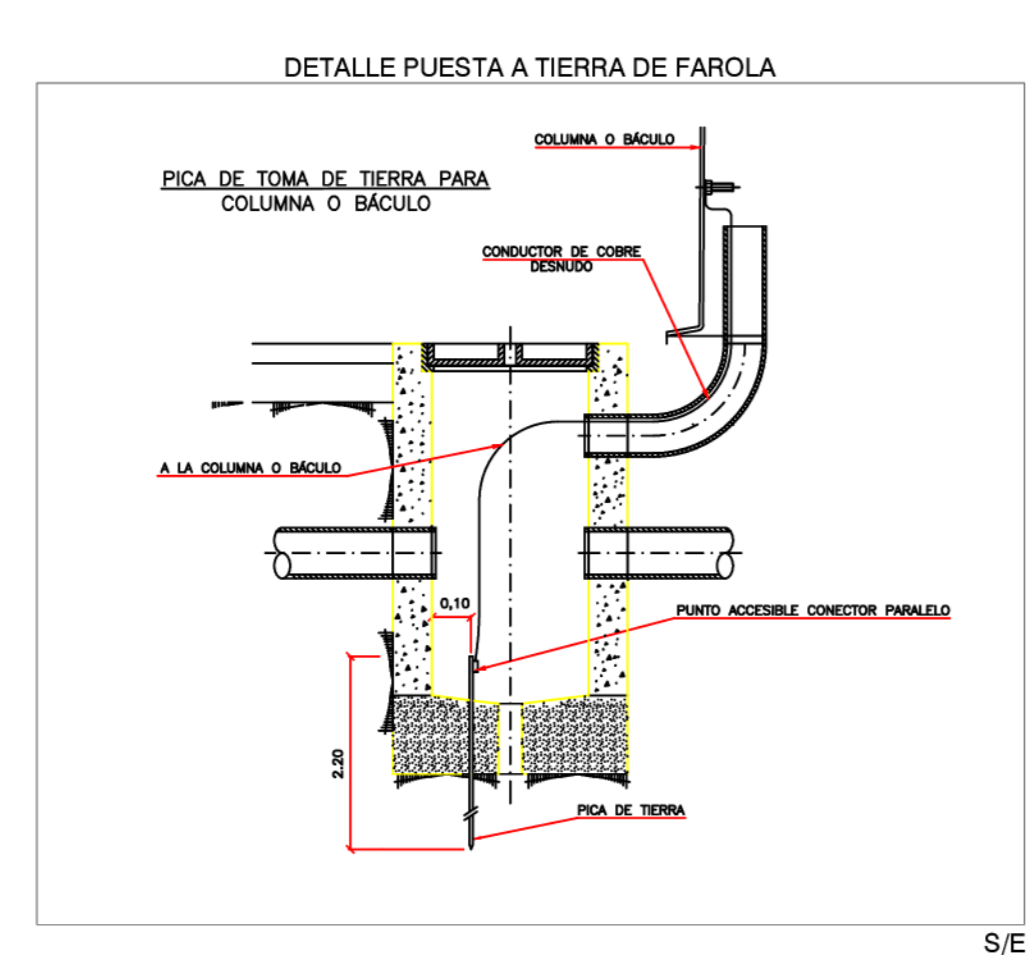 DETALLE PUESTA A TIERRA DE FAROLA
COLUMNA O BÁCULO
PICA DE TOMA DE TIERRA PARA
COLUMNA O BÁCULO
CONDUCTOR DE COBRE
DESNUDO
A LA COLUMNA O BÁCULO
0,10
PUNTO ACCESIBLE CONECTOR PARALELO
2.20
PICA DE TIERRA
S/E